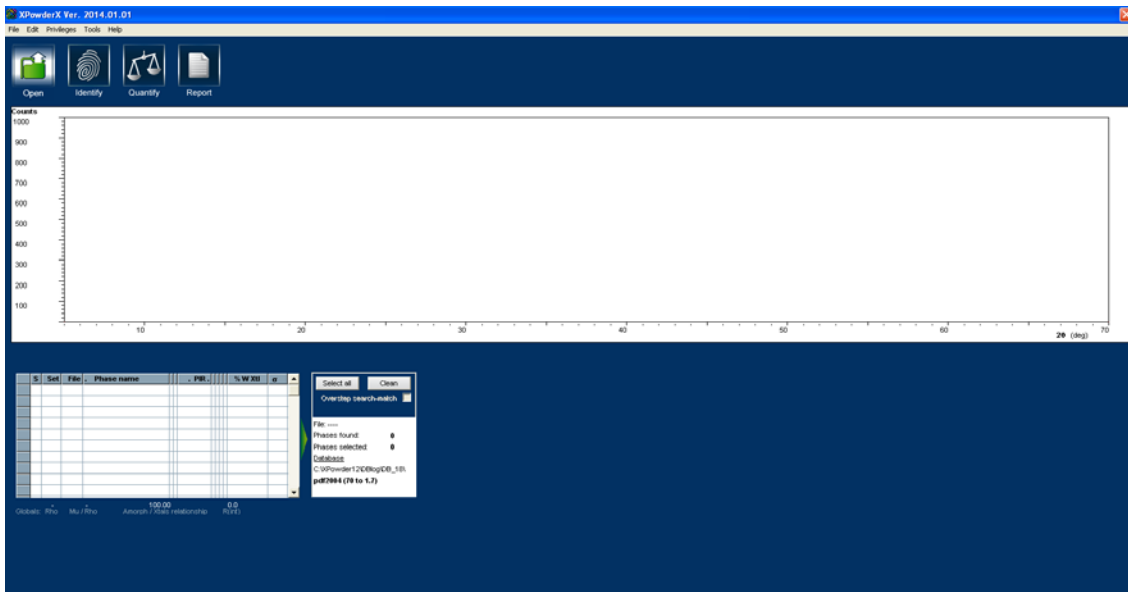 XPowderX Ver. 2014.01.01
File Edit Privileges Tools Help
Open Identify Quantify Report
Counts
1000
900
800
700
600
500
400
300
200
100
10 20 30 40 50 60 70
2θ (deg)
S Set File . Phase name . PIR . % W Xtl σ
Select all Clean
Overstep search-match
File: ----
Phases found: 0
Phases selected: 0
Database
C:\XPowder12\DBlog\DB_18\
pdf2004 (70 to 1.7)
- - 100.00 0.0
Globals: Rho Mu / Rho Amorph / Xtals relationship R(int)